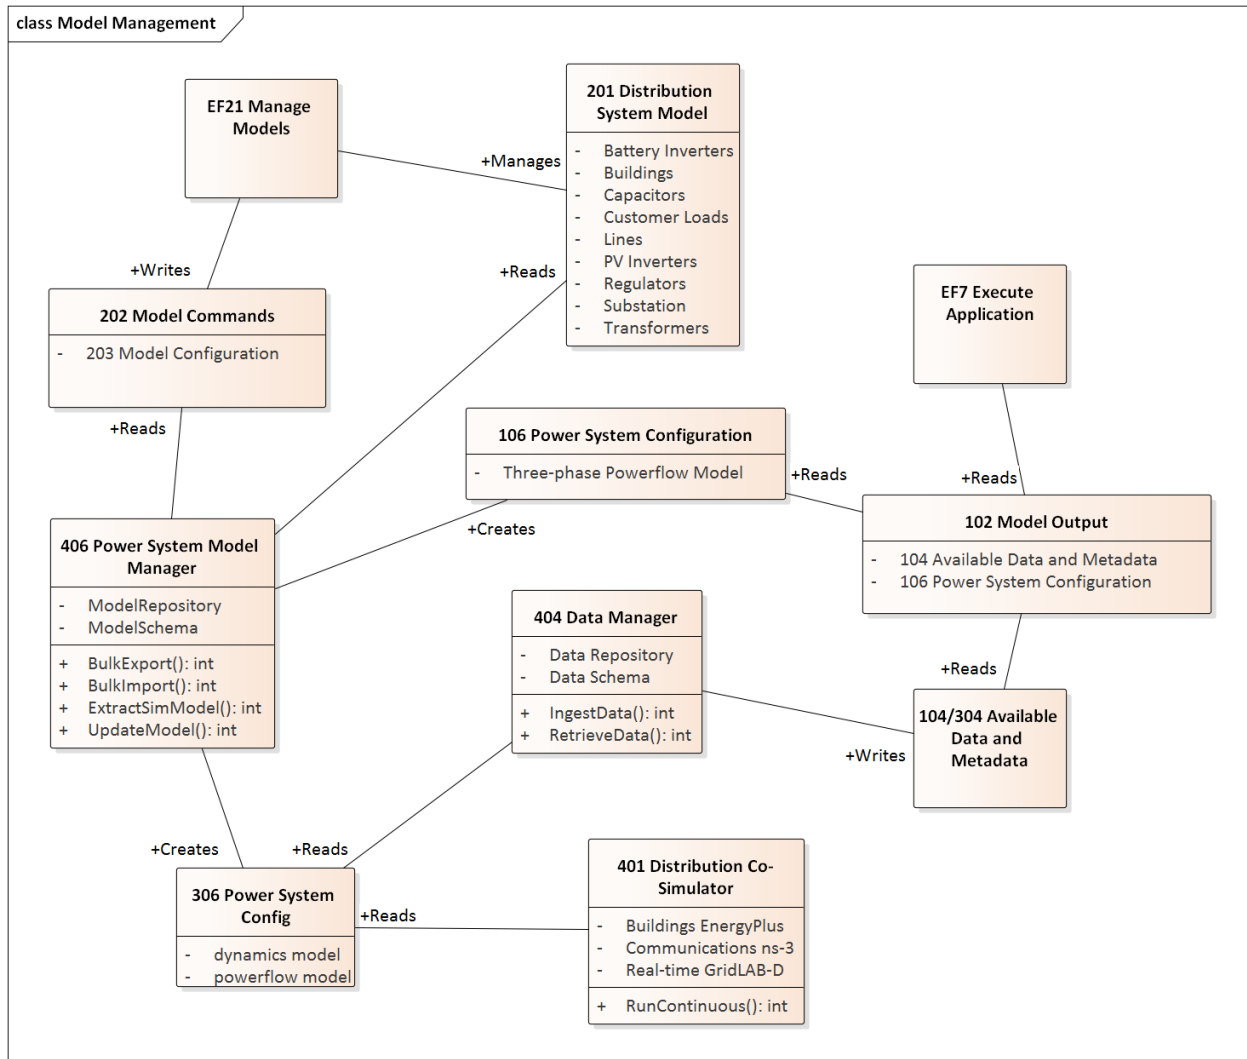 class Model Management
EF21 Manage
Models
201 Distribution
System Model
- Battery Inverters
- Buildings
- Capacitors
- Customer Loads
- Lines
- PV Inverters
- Regulators
- Substation
- Transformers
+Manages
+Writes
+Reads
202 Model Commands
- 203 Model Configuration
+Reads
EF7 Execute
Application
106 Power System Configuration
- Three-phase Powerflow Model
+Reads
+Reads
+Creates
102 Model Output
- 104 Available Data and Metadata
- 106 Power System Configuration
406 Power System Model
Manager
- ModelRepository
- ModelSchema
+ BulkExport(): int
+ BulkImport(): int
+ ExtractSimModel(): int
+ UpdateModel(): int
404 Data Manager
- Data Repository
- Data Schema
+ IngestData(): int
+ RetrieveData(): int
+Reads
104/304 Available
Data and
Metadata
+Writes
+Creates
+Reads
306 Power System
Config
- dynamics model
- powerflow model
+Reads
401 Distribution Co-
Simulator
- Buildings EnergyPlus
- Communications ns-3
- Real-time GridLAB-D
+ RunContinuous(): int